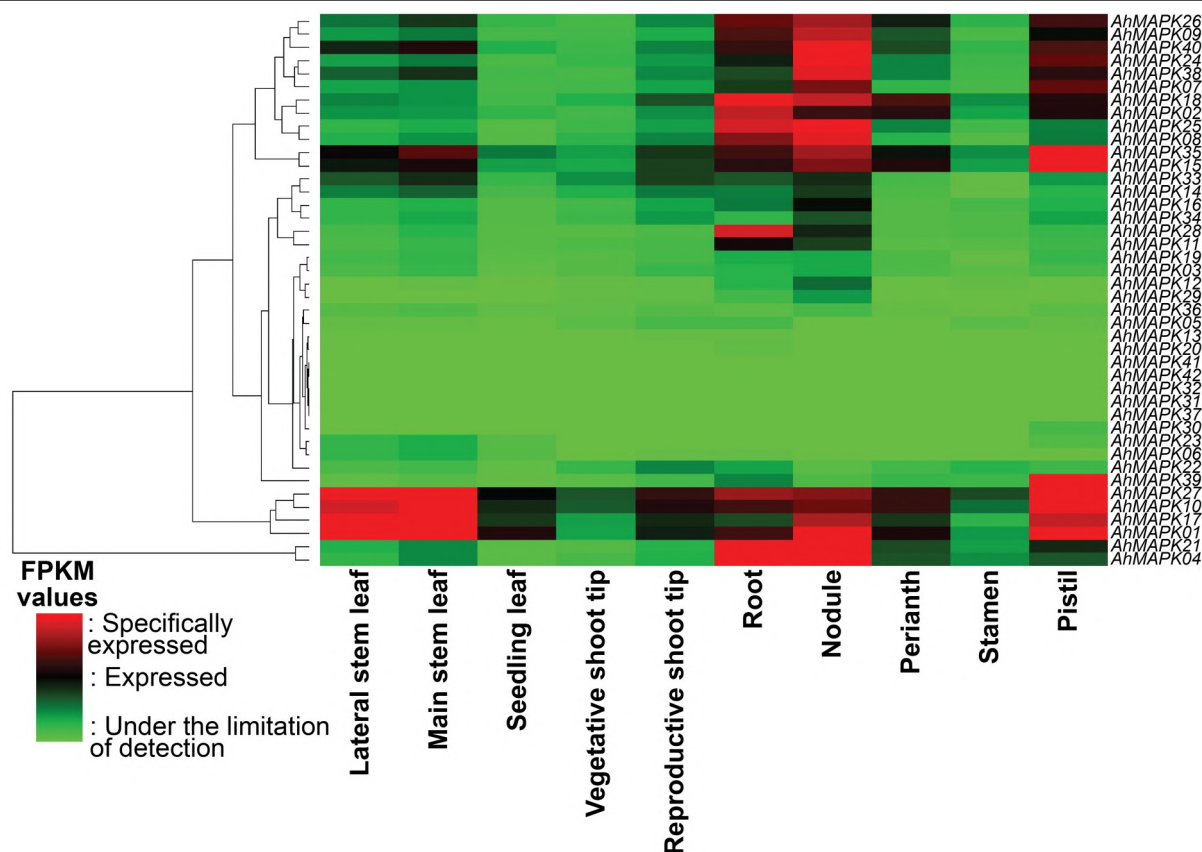 AhMAPK26
AhMAPK09
AhMAPK40
AhMAPK24
AhMAPK38
AhMAPK07
AhMAPK18
AhMAPK02
AhMAPK25
AhMAPK08
AhMAPK35
AhMAPK15
AhMAPK33
AhMAPK14
AhMAPK16
AhMAPK34
AhMAPK28
AhMAPK11
AhMAPK19
AhMAPK03
AhMAPK12
AhMAPK29
AhMAPK36
AhMAPK05
AhMAPK13
AhMAPK20
AhMAPK41
AhMAPK42
AhMAPK32
AhMAPK31
AhMAPK37
AhMAPK30
AhMAPK23
AhMAPK06
AhMAPK22
AhMAPK39
AhMAPK27
AhMAPK10
AhMAPK17
AhMAPK01
AhMAPK21
AhMAPK04
FPKM
values
: Specifically
expressed
: Expressed
: Under the limitation
of detection
Lateral stem leaf
Main stem leaf
Seedling leaf
Vegetative shoot tip
Reproductive shoot tip
Root
Nodule
Perianth
Stamen
Pistil